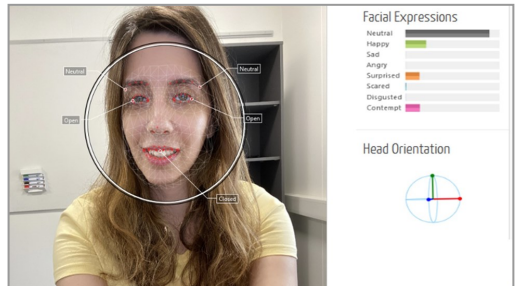 Facial Expressions
Neutral
Happy
Sad
Angry
Surprised
Scared
Disgusted
Contempt
Head Orientation
Neutral
Neutral
Open
Open
Closed